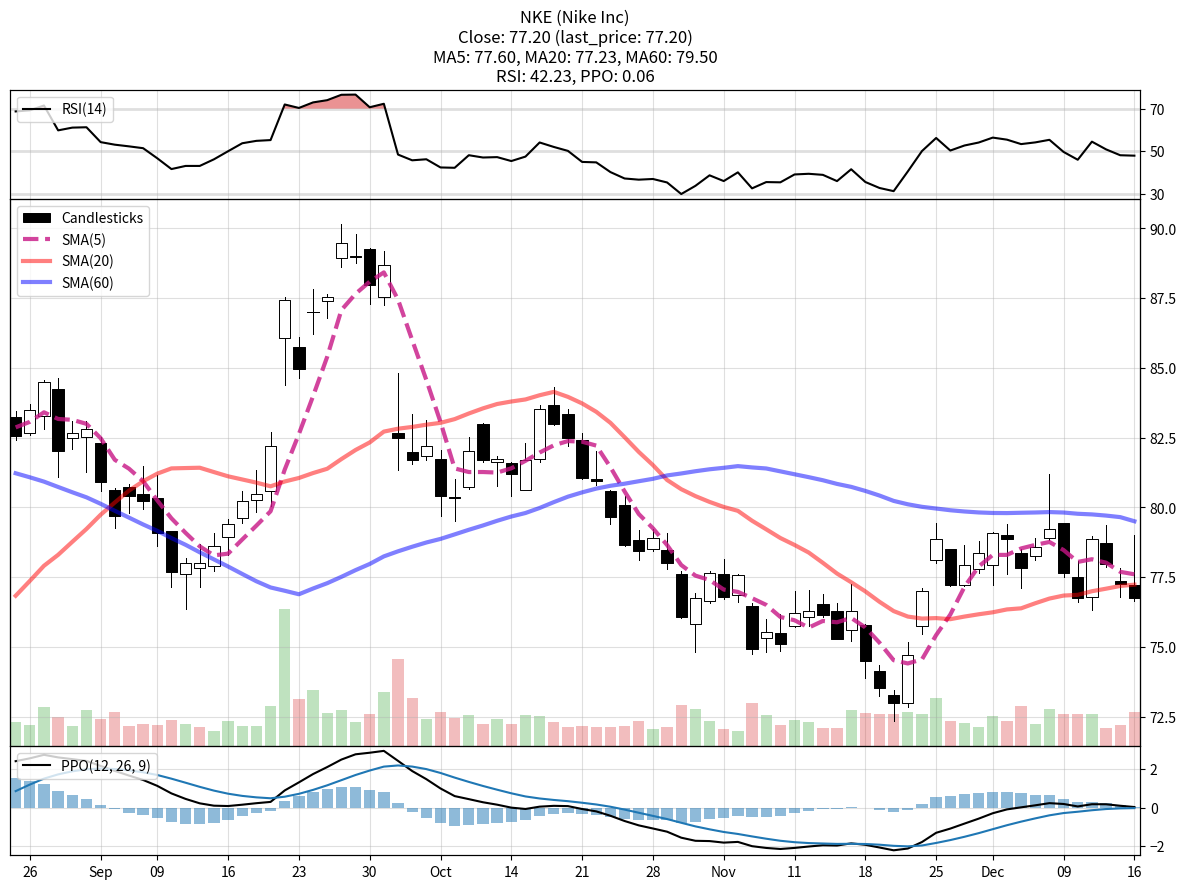 NKE (Nike Inc)
Close: 77.20 (last_price: 77.20)
MA5: 77.60, MA20: 77.23, MA60: 79.50
RSI: 42.23, PPO: 0.06
RSI(14)
70
50
30
Candlesticks
SMA(5)
SMA(20)
SMA(60)
90.0
87.5
85.0
82.5
80.0
77.5
75.0
72.5
PPO(12, 26, 9)
2
0
−2
26 Sep 09 16 23 30 Oct 14 21 28 Nov 11 18 25 Dec 09 16